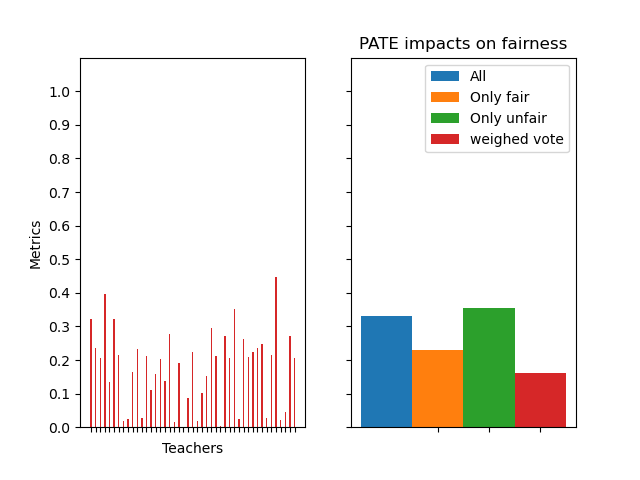 PATE impacts on fairness
1.0
0.9
0.8
0.7
0.6
0.5
0.4
0.3
0.2
0.1
0.0
Metrics
Teachers
All
Only fair
Only unfair
weighed vote